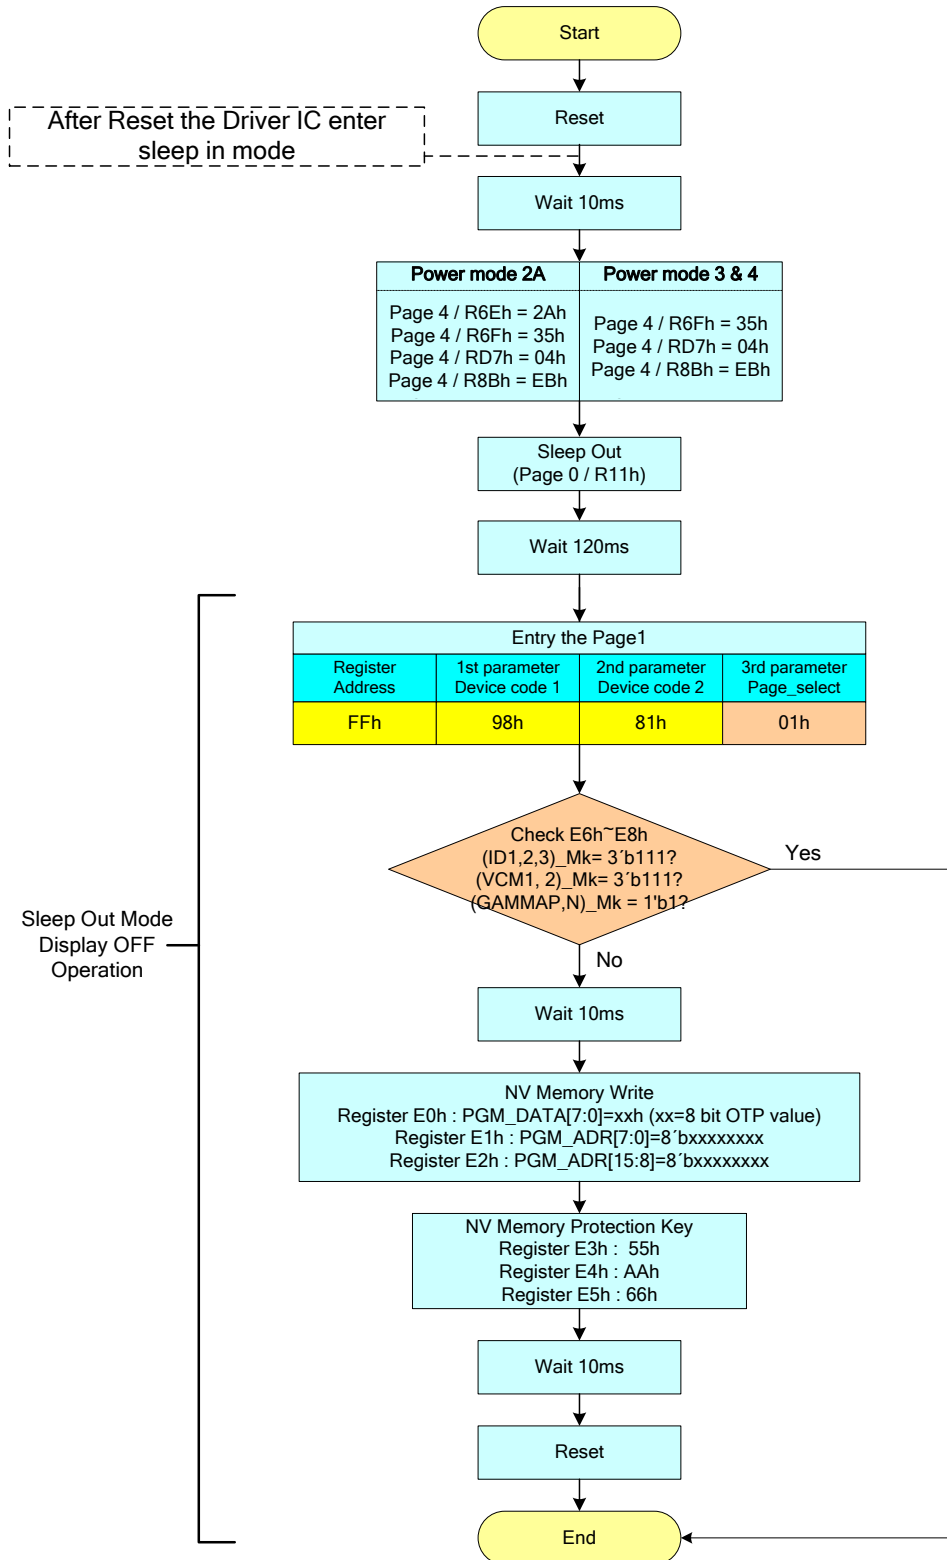 Start
Reset
After Reset the Driver IC enter
sleep in mode
Wait 10ms
Power mode 2A
Page 4 / R6Eh = 2Ah
Page 4 / R6Fh = 35h
Page 4 / RD7h = 04h
Page 4 / R8Bh = EBh
Power mode 3 & 4
Page 4 / R6Fh = 35h
Page 4 / RD7h = 04h
Page 4 / R8Bh = EBh
Sleep Out
(Page 0 / R11h)
Wait 120ms
Entry the Page1
Register
Address
1st parameter
Device code 1
2nd parameter
Device code 2
3rd parameter
Page_select
FFh
98h
81h
01h
Check E6h~E8h
(ID1,2,3)_Mk= 3´b111?
(VCM1, 2)_Mk= 3´b111?
(GAMMAP,N)_Mk = 1'b1?
Yes
No
Sleep Out Mode
Display OFF
Operation
Wait 10ms
NV Memory Write
Register E0h : PGM_DATA[7:0]=xxh (xx=8 bit OTP value)
Register E1h : PGM_ADR[7:0]=8´bxxxxxxxx
Register E2h : PGM_ADR[15:8]=8´bxxxxxxxx
NV Memory Protection Key
Register E3h :  55h
Register E4h : AAh
Register E5h : 66h
Wait 10ms
Reset
End